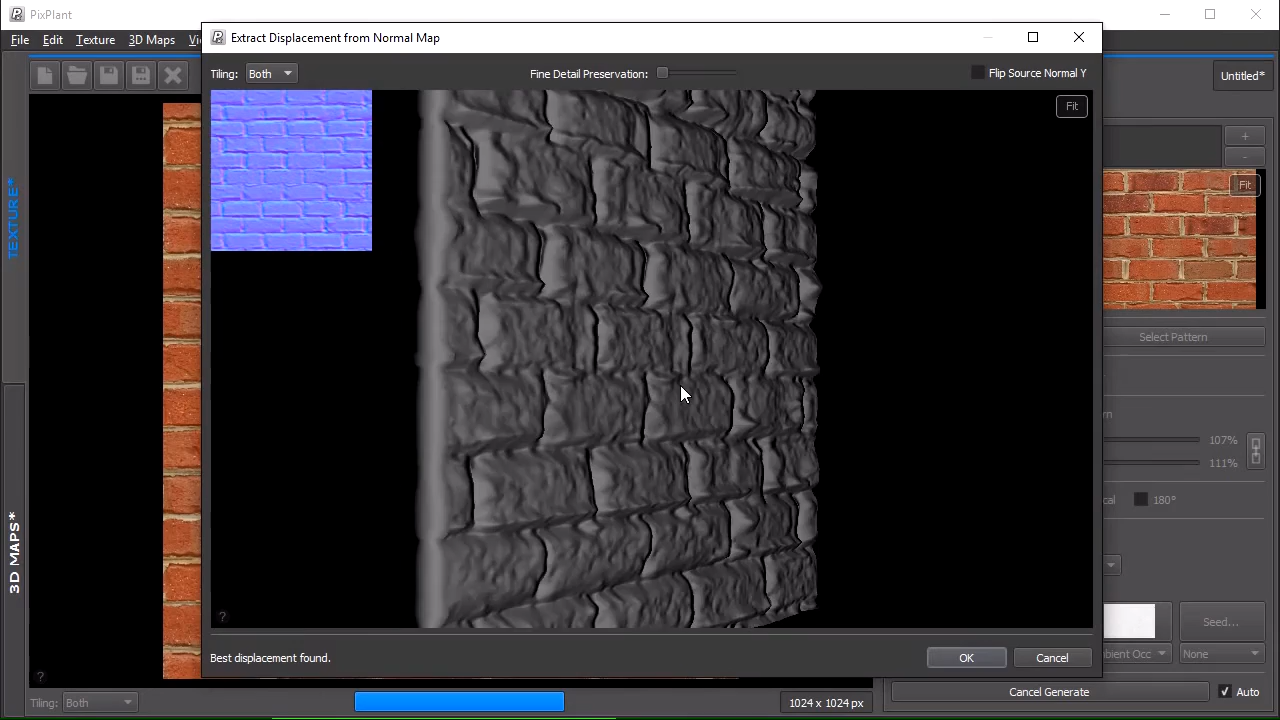 PixPlant
File Edit Texture 3D Maps
Extract Displacement from Normal Map
Tiling: Both Fine Detail Preservation: Flip Source Normal Y
Untitled*
Fit
+
-
Fit
TEXTURE*
3D MAPS*
Select Pattern
107%
111%
180°
?
Best displacement found.
OK Cancel
Seed...
None
?
Tiling: Both
1024 x 1024 px
Cancel Generate Auto